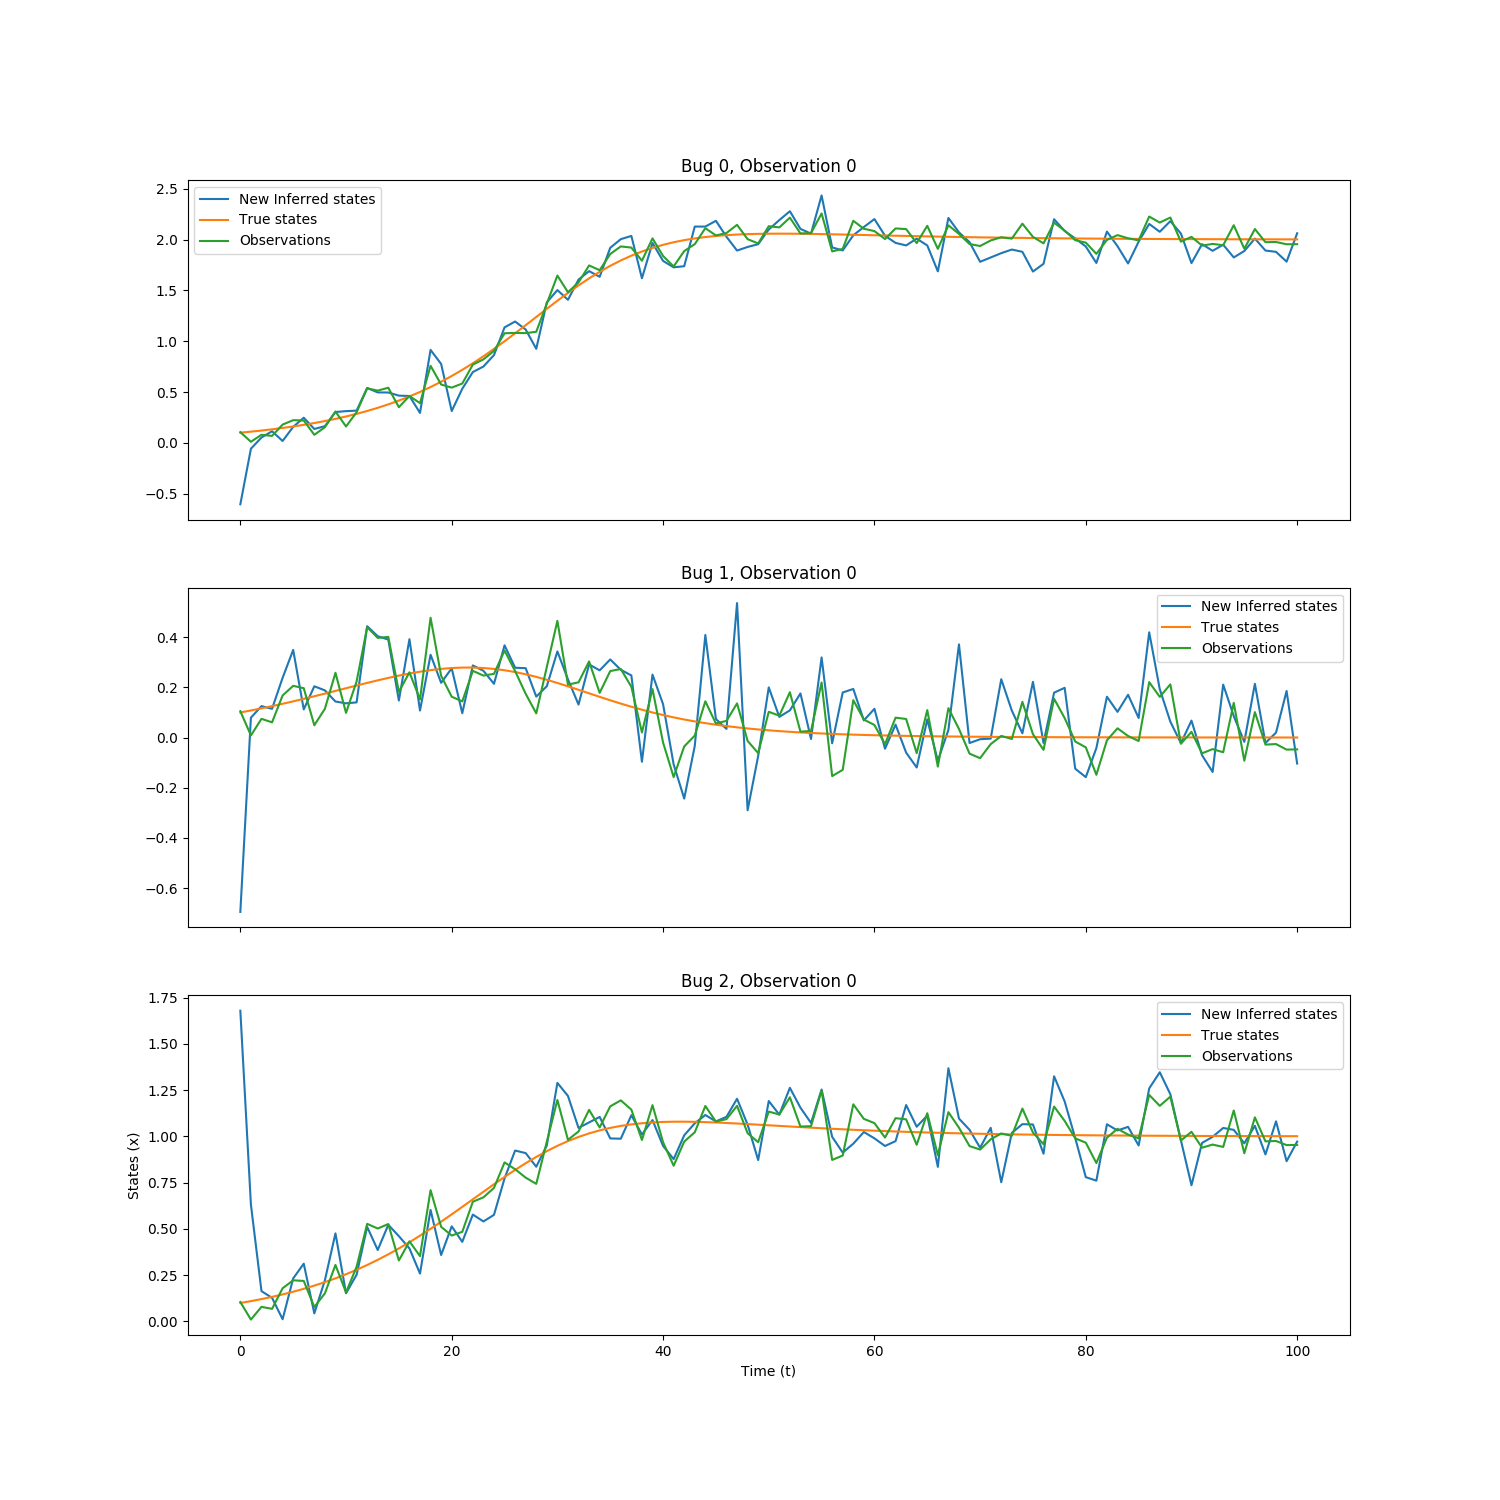 Bug 0, Observation 0
New Inferred states
True states
Observations
2.5
2.0
1.5
1.0
0.5
0.0
−0.5
Bug 1, Observation 0
New Inferred states
True states
Observations
0.4
0.2
0.0
−0.2
−0.4
−0.6
Bug 2, Observation 0
New Inferred states
True states
Observations
1.75
1.50
1.25
1.00
0.75
0.50
0.25
0.00
States (x)
0 20 40 60 80 100
Time (t)